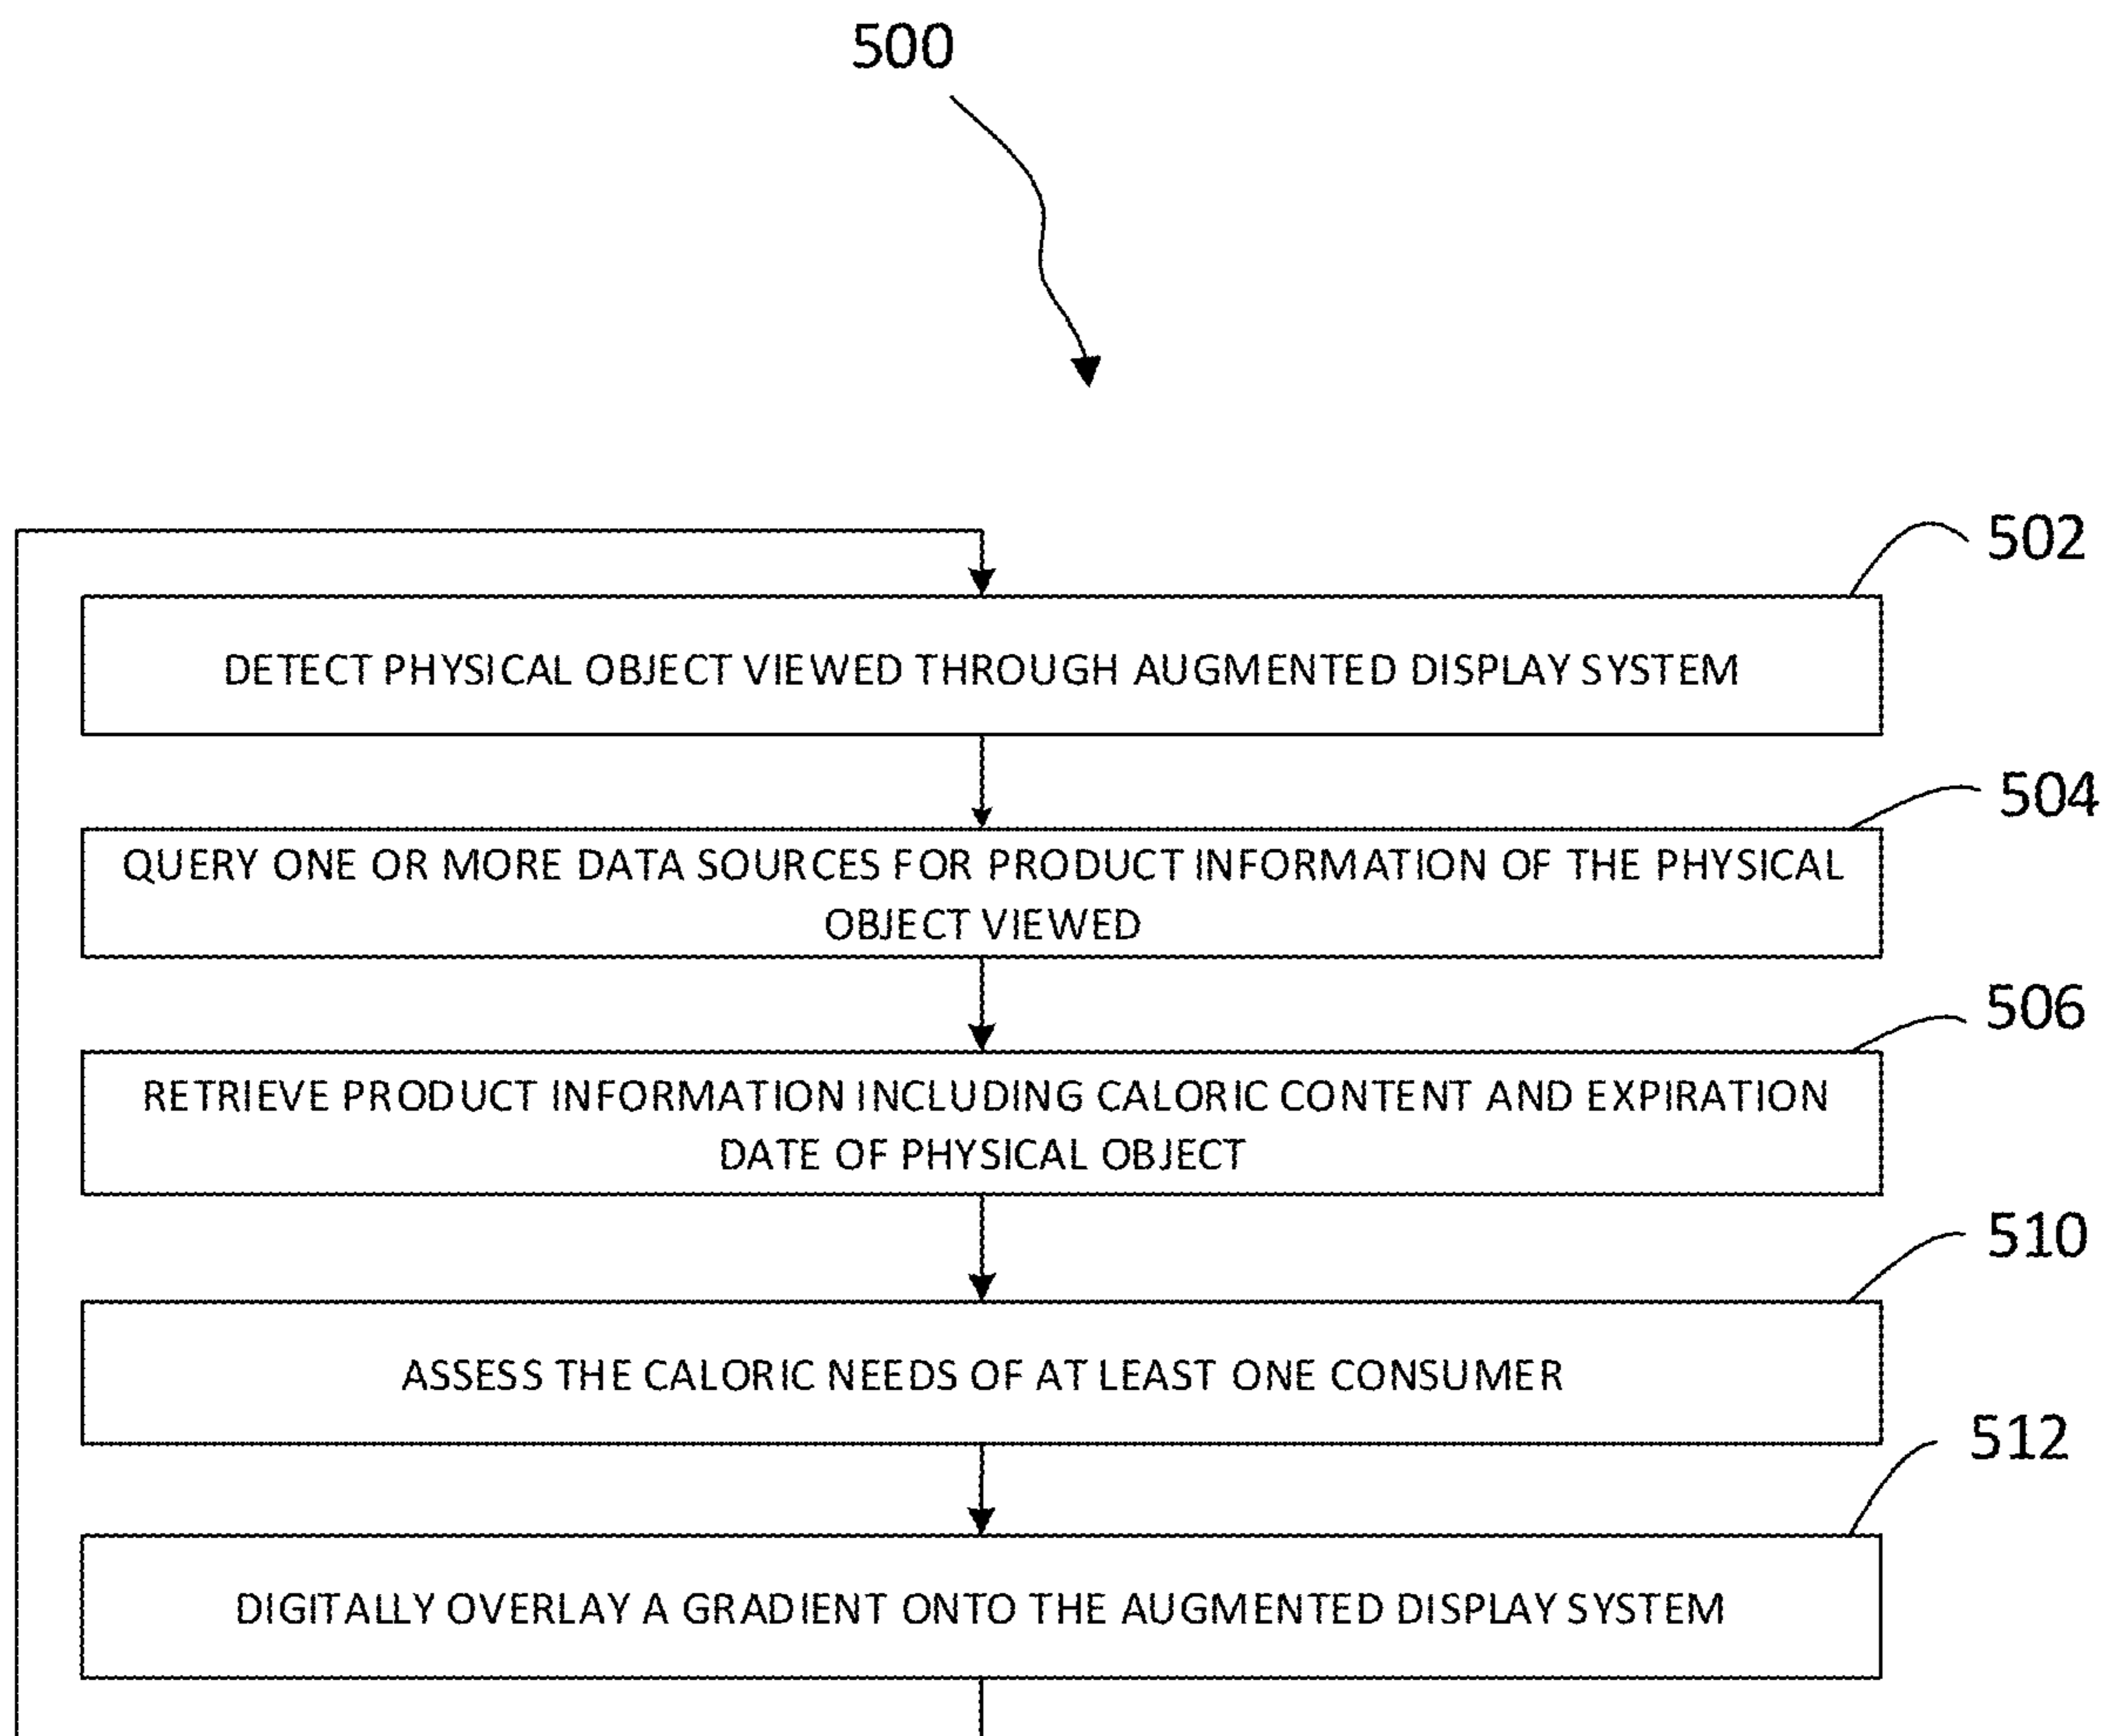 500
502
DETECT PHYSICAL OBJECT VIEWED THROUGH AUGMENTED DISPLAY SYSTEM
504
QUERY ONE OR MORE DATA SOURCES FOR PRODUCT INFORMATION OF THE PHYSICAL
OBJECT VIEWED
506
RETRIEVE PRODUCT INFORMATION INCLUDING CALORIC CONTENT AND EXPIRATION
DATE OF PHYSICAL OBJECT
510
ASSESS THE CALORIC NEEDS OF AT LEAST ONE CONSUMER
512
DIGITALLY OVERLAY A GRADIENT ONTO THE AUGMENTED DISPLAY SYSTEM